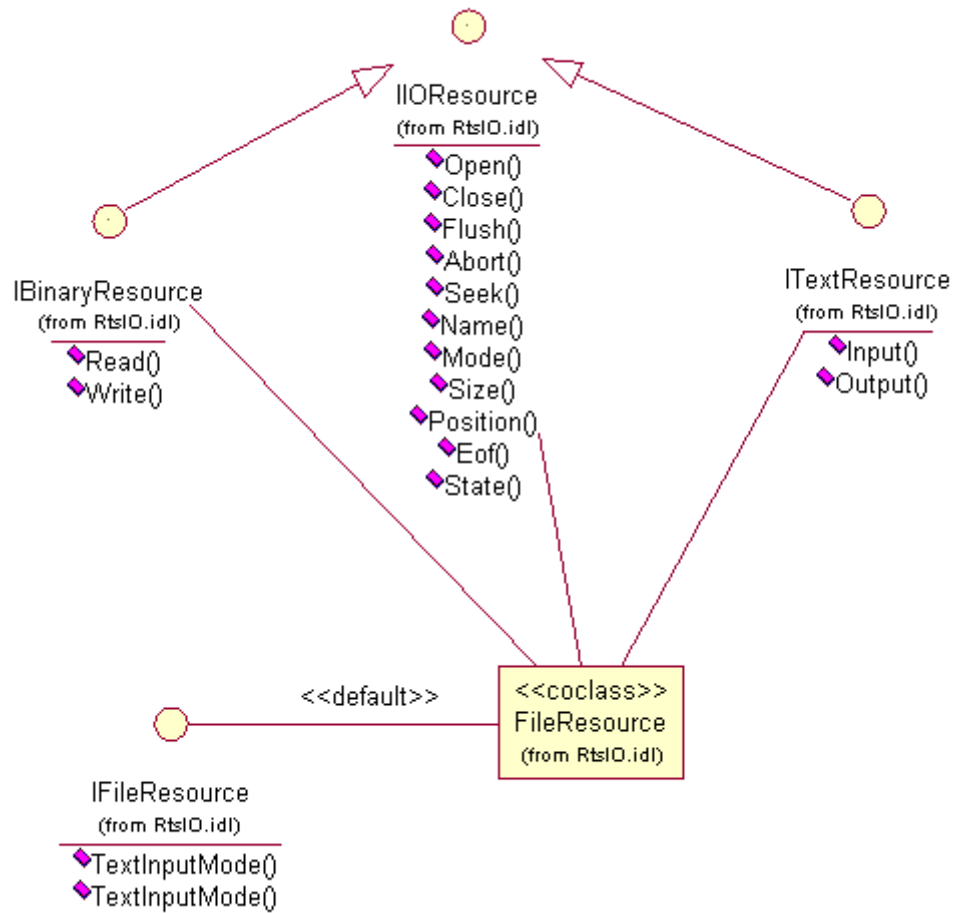 IIOResource
(from RtsIO.idl)
Open()
Close()
Flush()
Abort()
Seek()
Name()
Mode()
Size()
Position()
Eof()
State()
IBinaryResource
(from RtsIO.idl)
Read()
Write()
ITextResource
(from RtsIO.idl)
Input()
Output()
<<default>>
<<coclass>>
FileResource
(from RtsIO.idl)
IFileResource
(from RtsIO.idl)
TextInputMode()
TextInputMode()